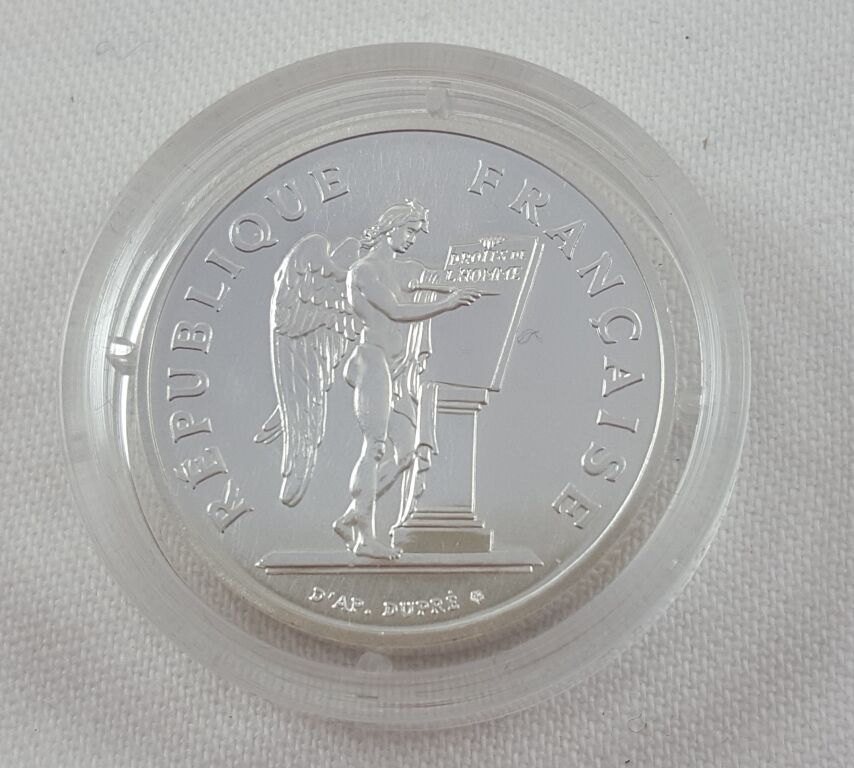 RÉPUBLIQUE FRANÇAISE
DROITS DE
L'HOMME
D'AP. DUPRÉ